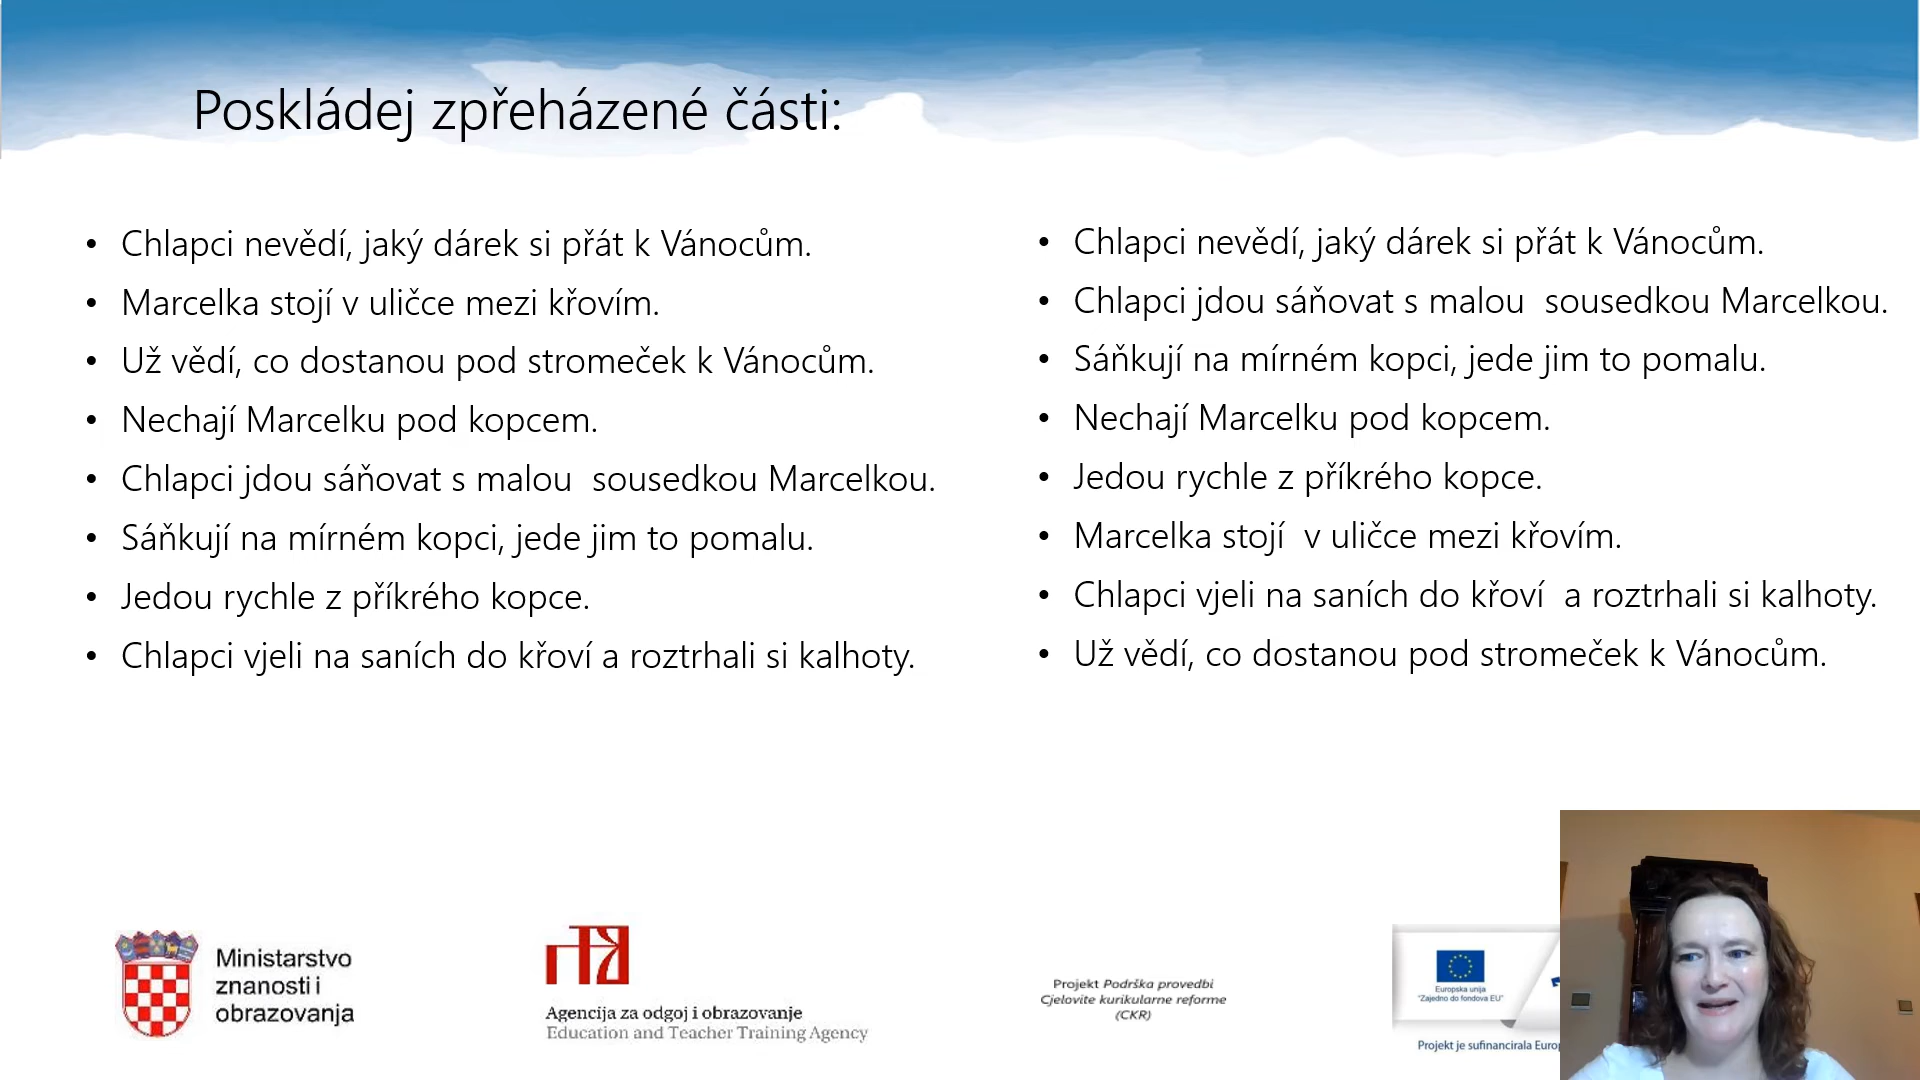 Poskládej zpřeházené části:
• Chlapci nevědí, jaký dárek si přát k Vánocům.
• Marcelka stojí v uličce mezi křovím.
• Už vědí, co dostanou pod stromeček k Vánocům.
• Nechají Marcelku pod kopcem.
• Chlapci jdou sáňovat s malou  sousedkou Marcelkou.
• Sáňkují na mírném kopci, jede jim to pomalu.
• Jedou rychle z příkrého kopce.
• Chlapci vjeli na saních do křoví a roztrhali si kalhoty.
• Chlapci nevědí, jaký dárek si přát k Vánocům.
• Chlapci jdou sáňovat s malou  sousedkou Marcelkou.
• Sáňkují na mírném kopci, jede jim to pomalu.
• Nechají Marcelku pod kopcem.
• Jedou rychle z příkrého kopce.
• Marcelka stojí  v uličce mezi křovím.
• Chlapci vjeli na saních do křoví  a roztrhali si kalhoty.
• Už vědí, co dostanou pod stromeček k Vánocům.
Ministarstvo
znanosti i
obrazovanja
Agencija za odgoj i obrazovanje
Education and Teacher Training Agency
Projekt Podrška provedbi
Cjelovite kurikularne reforme
(CKR)
Europska unija
"Zajedno do fondova EU"
Projekt je sufinancirala